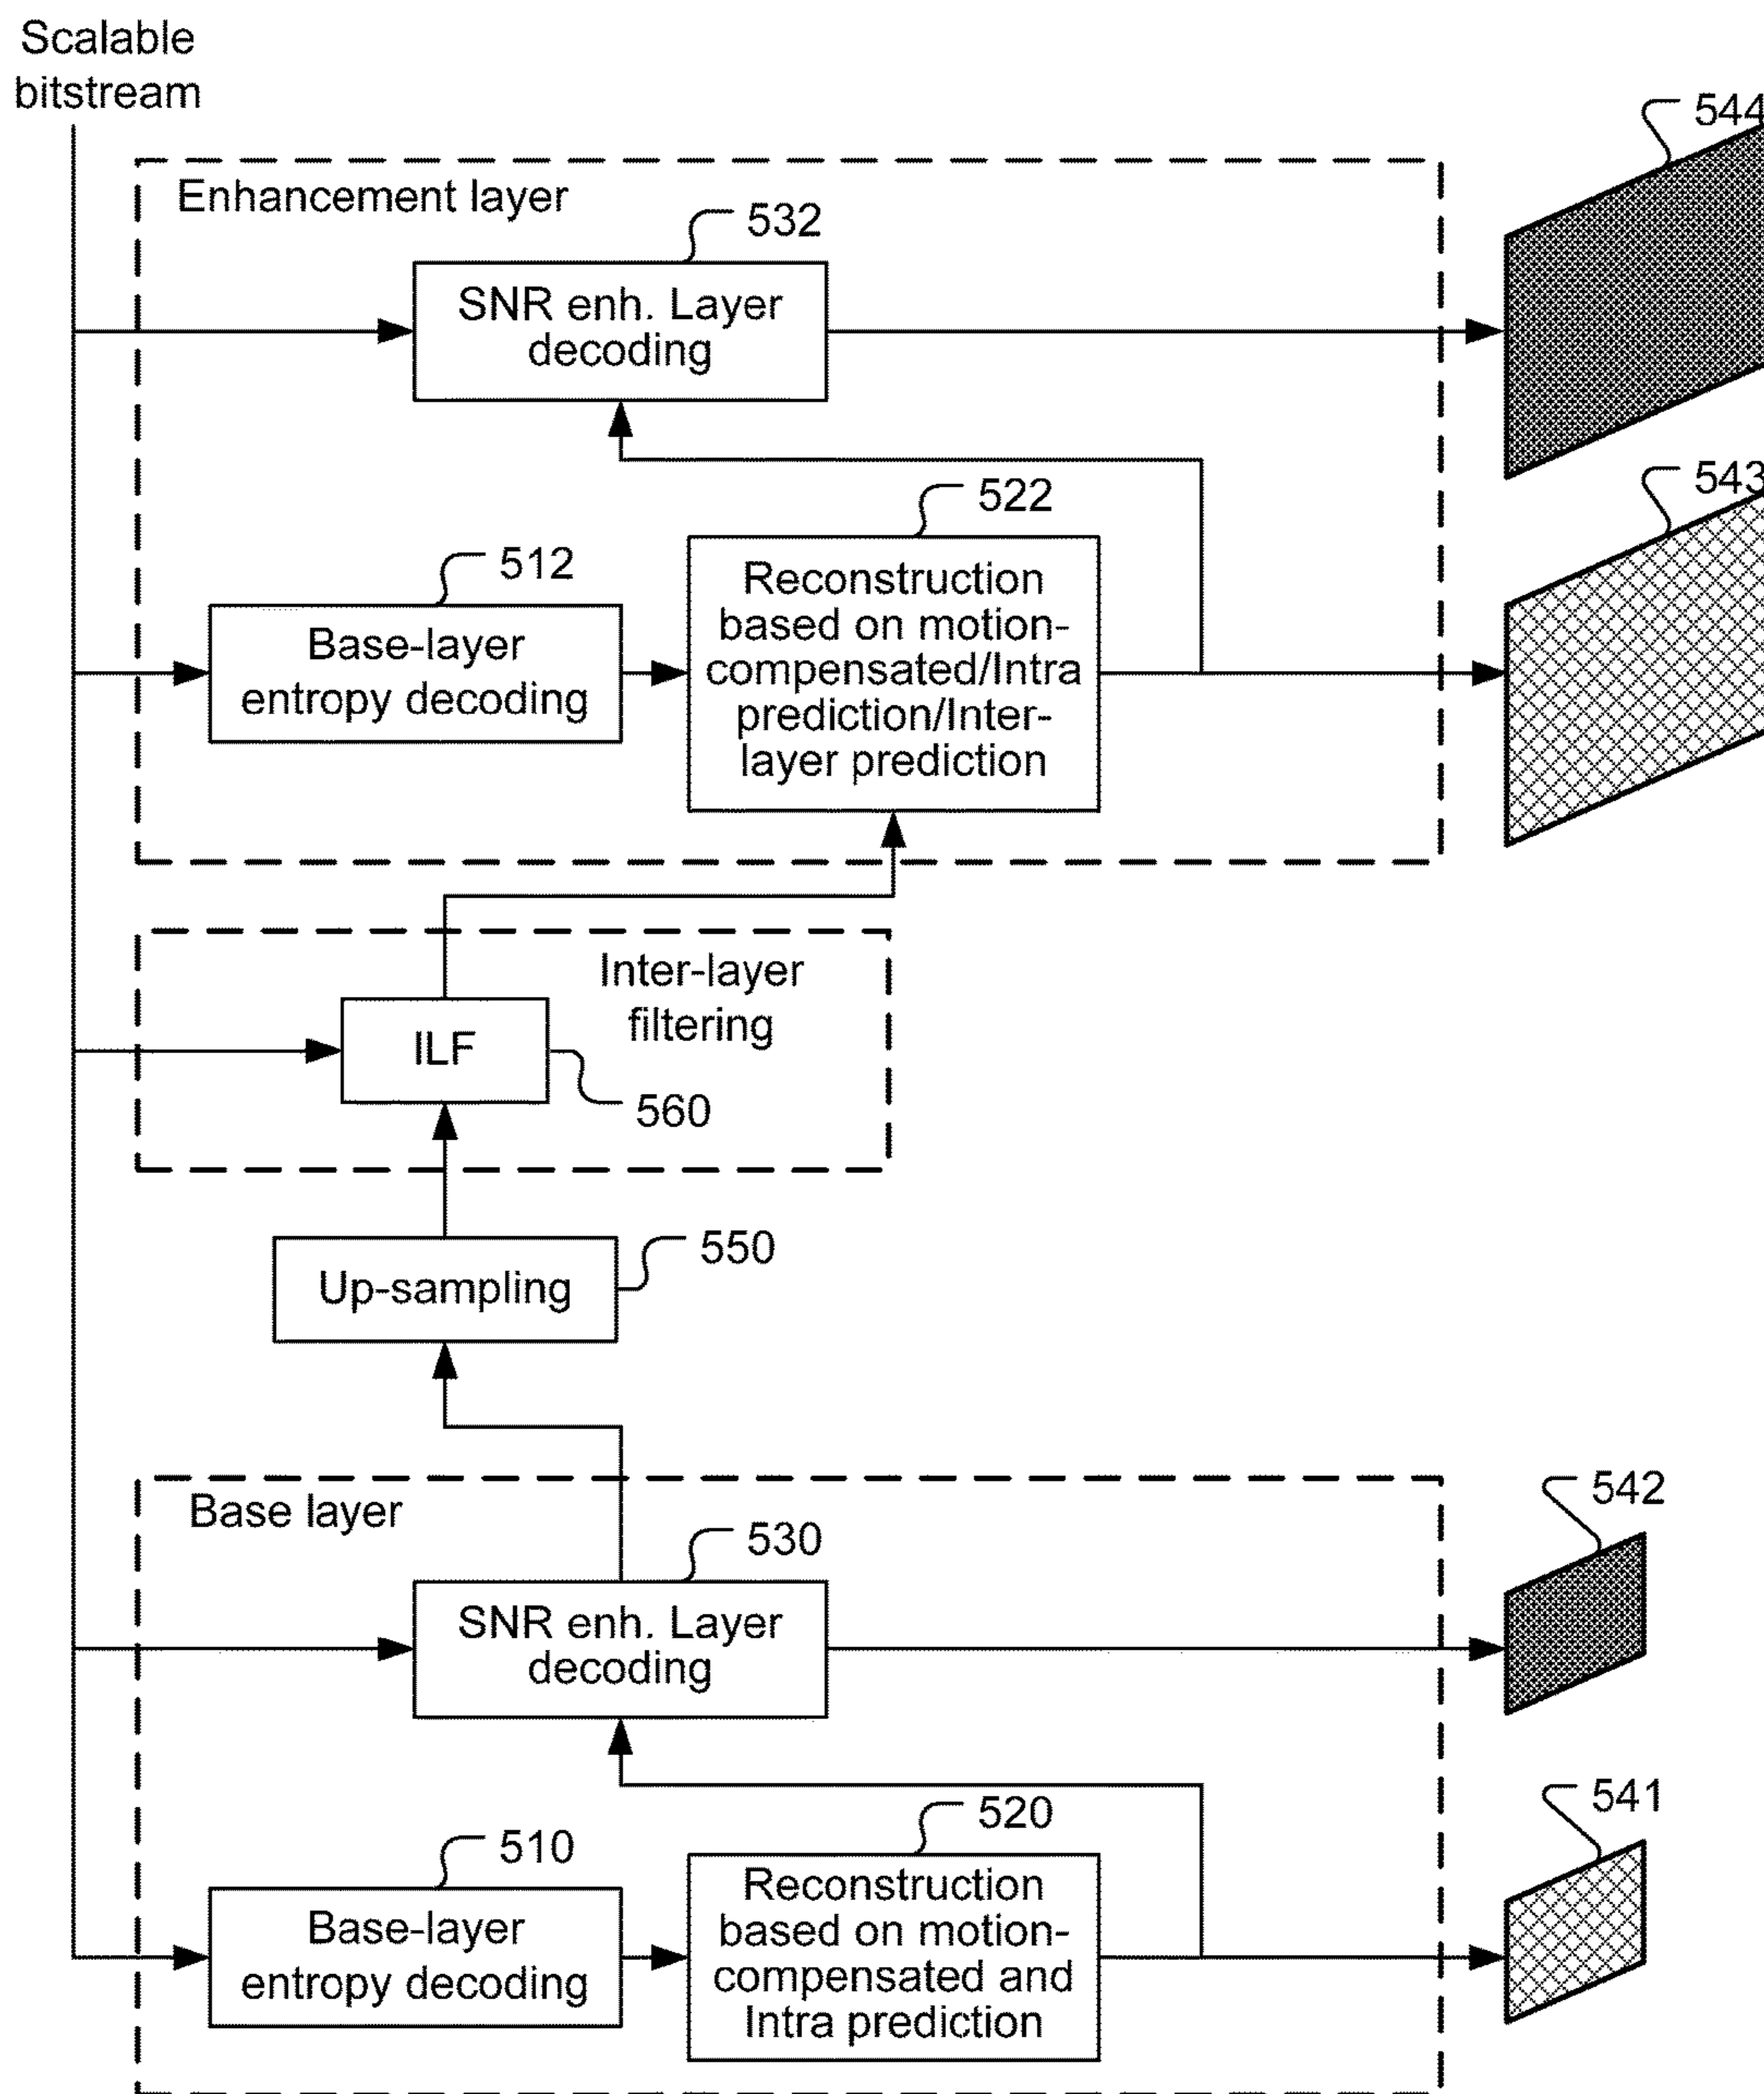 Scalable
bitstream
544
Enhancement layer
532
SNR enh. Layer
decoding
543
522
512
Reconstruction
based on motion-
compensated/Intra
prediction/Inter-
layer prediction
Base-layer
entropy decoding
Inter-layer
filtering
ILF
560
550
Up-sampling
542
Base layer
530
SNR enh. Layer
decoding
541
520
510
Reconstruction
based on motion-
compensated and
Intra prediction
Base-layer
entropy decoding